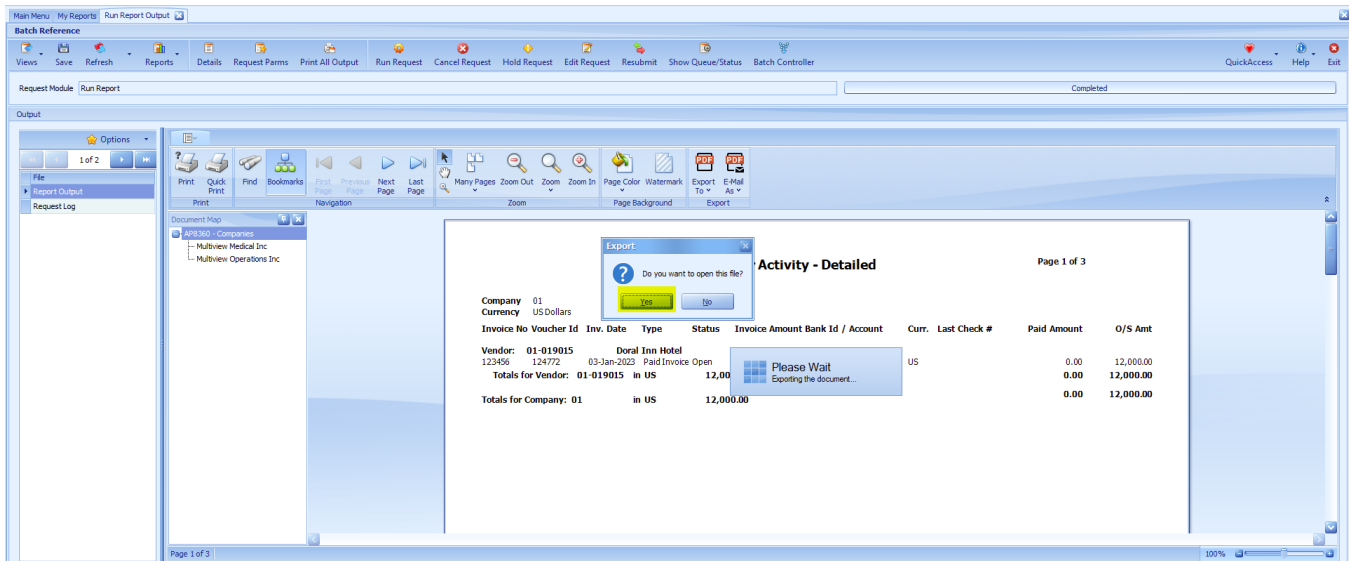 Main Menu My Reports Run Report Output
Batch Reference
Views Save Refresh Reports Details Request Parms Print All Output Run Request Cancel Request Hold Request Edit Request Resubmit Show Queue/Status Batch Controller QuickAccess Help Exit
Request Module Run Report Completed
Output
Options
1 of 2
File
Report Output
Request Log
Print Quick Print Find Bookmarks First Page Previous Page Next Page Last Page Many Pages Zoom Out Zoom Zoom In Page Color Watermark Export To E-Mail As
Print Navigation Zoom Page Background Export
Document Map
AP8360 - Companies
Multiview Medical Inc
Multiview Operations Inc
Export
Do you want to open this file?
Yes No
Activity - Detailed
Page 1 of 3
Company 01
Currency US Dollars
Invoice No Voucher Id Inv. Date Type Status Invoice Amount Bank Id / Account Curr. Last Check # Paid Amount O/S Amt
Vendor: 01-019015 Doral Inn Hotel
123456 124772 03-Jan-2023 Paid Invoice Open US 0.00 12,000.00
Totals for Vendor: 01-019015 in US 12,00 0.00 12,000.00
Please Wait
Exporting the document...
Totals for Company: 01 in US 12,000.00 0.00 12,000.00
Page 1 of 3
100%